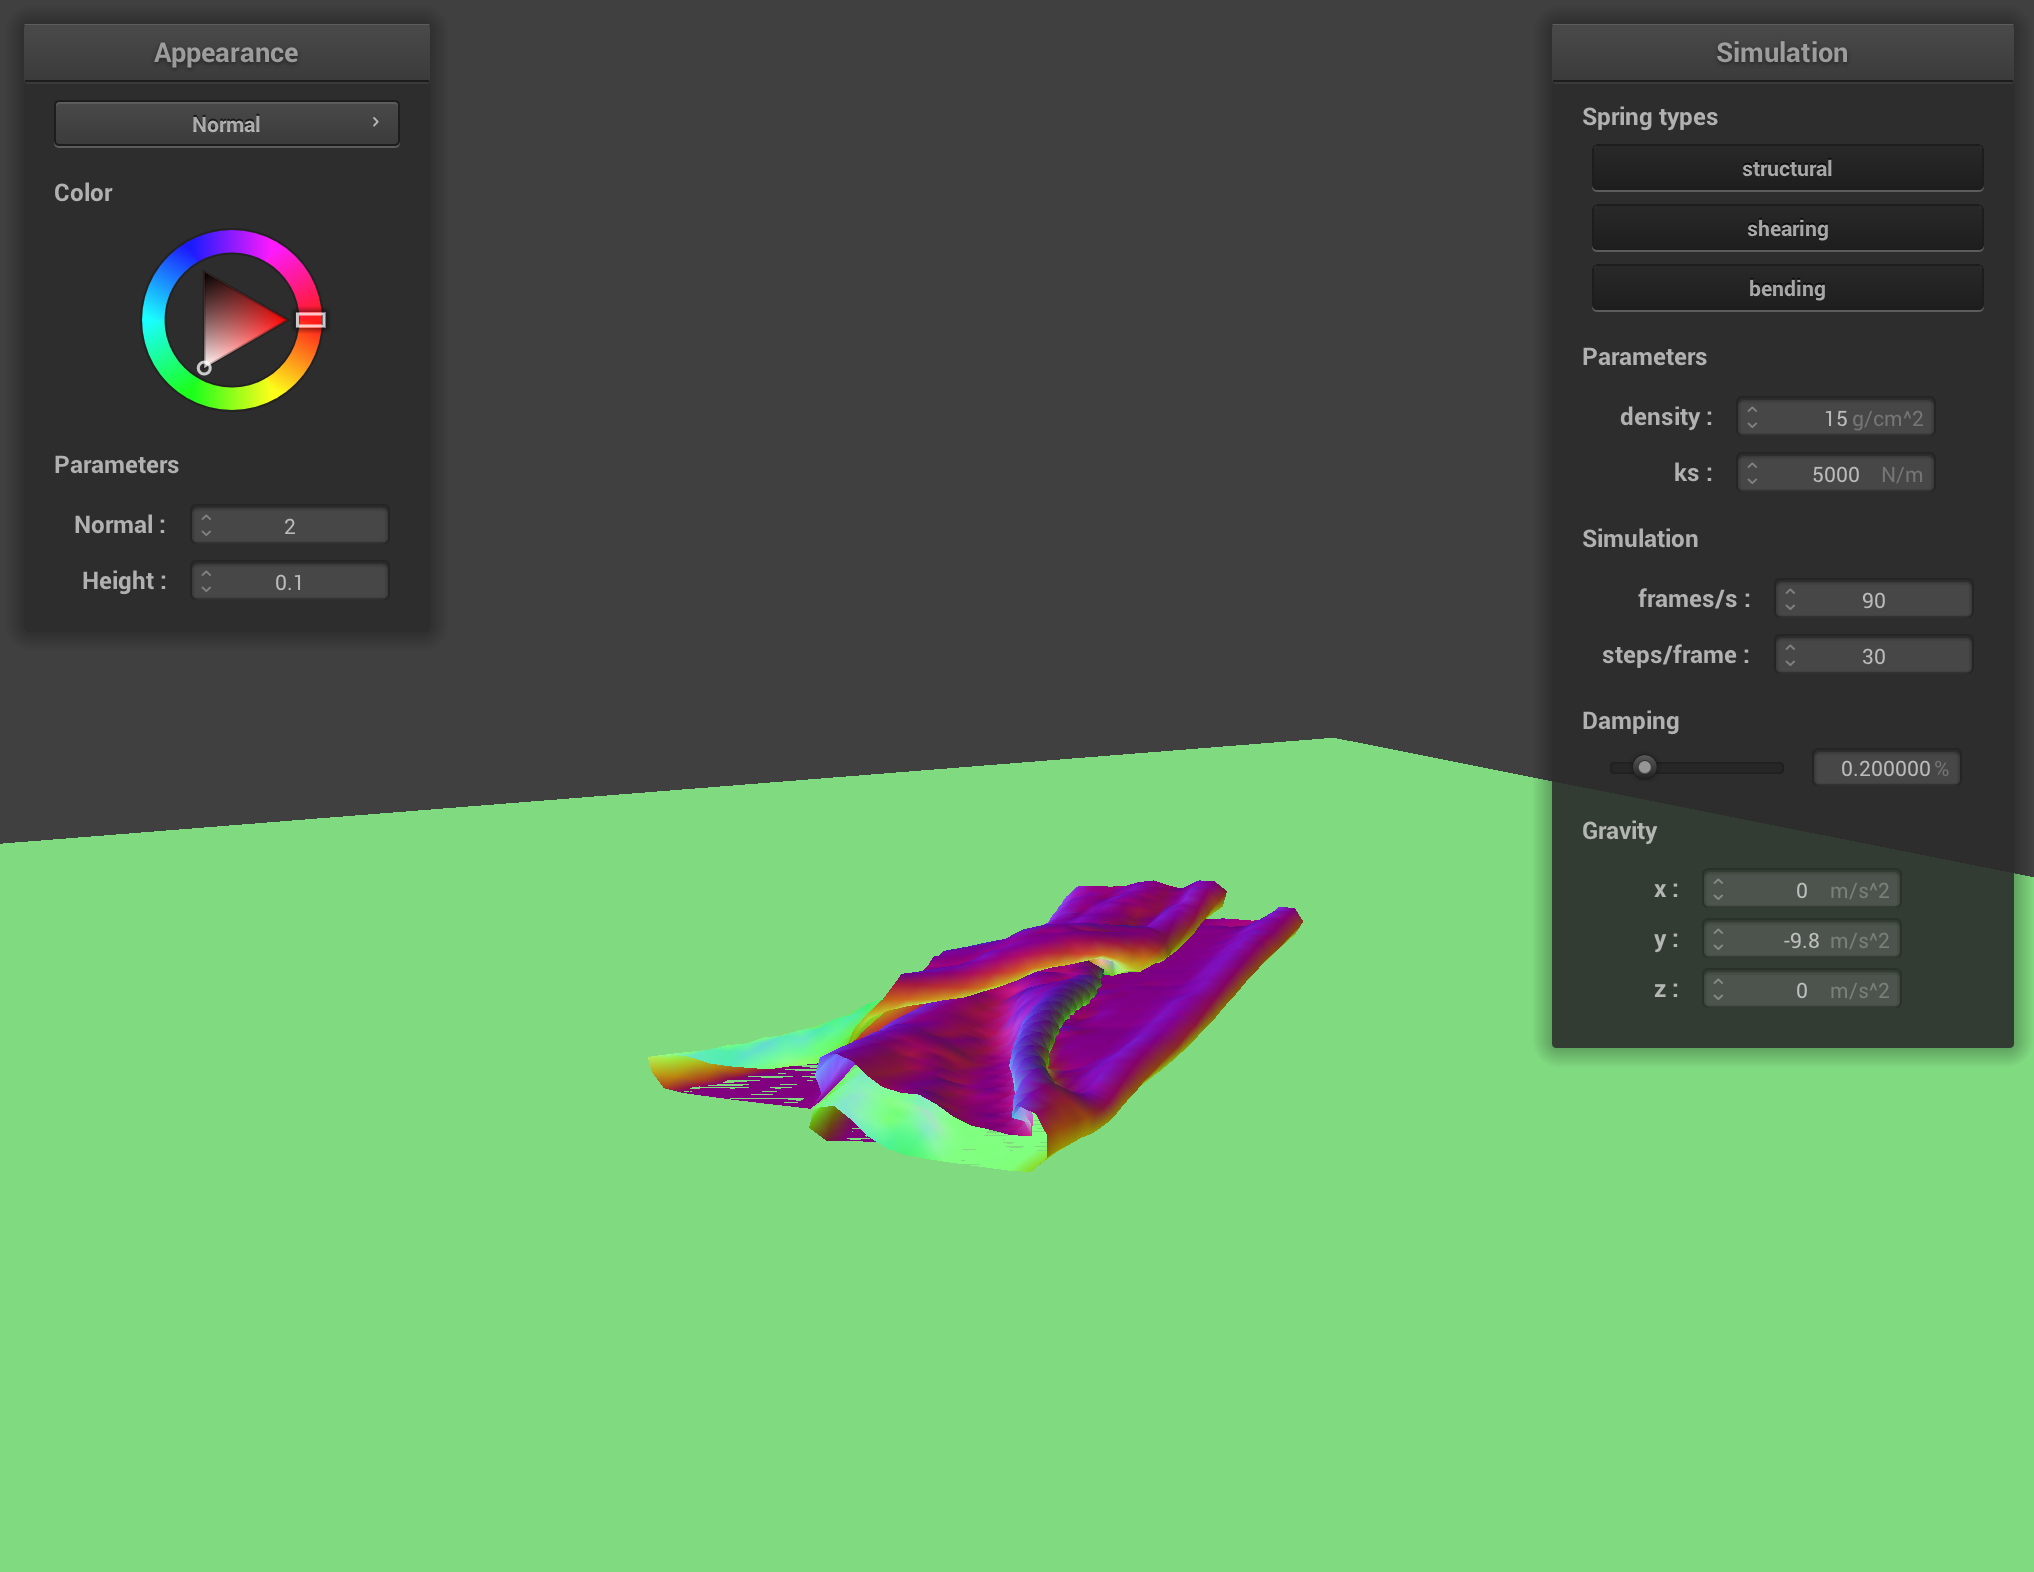 Appearance
Normal
Color
Parameters
Normal : 2
Height : 0.1
Simulation
Spring types
structural
shearing
bending
Parameters
density : 15 g/cm^2
ks : 5000 N/m
Simulation
frames/s : 90
steps/frame : 30
Damping
0.200000 %
Gravity
x : 0 m/s^2
y : -9.8 m/s^2
z : 0 m/s^2